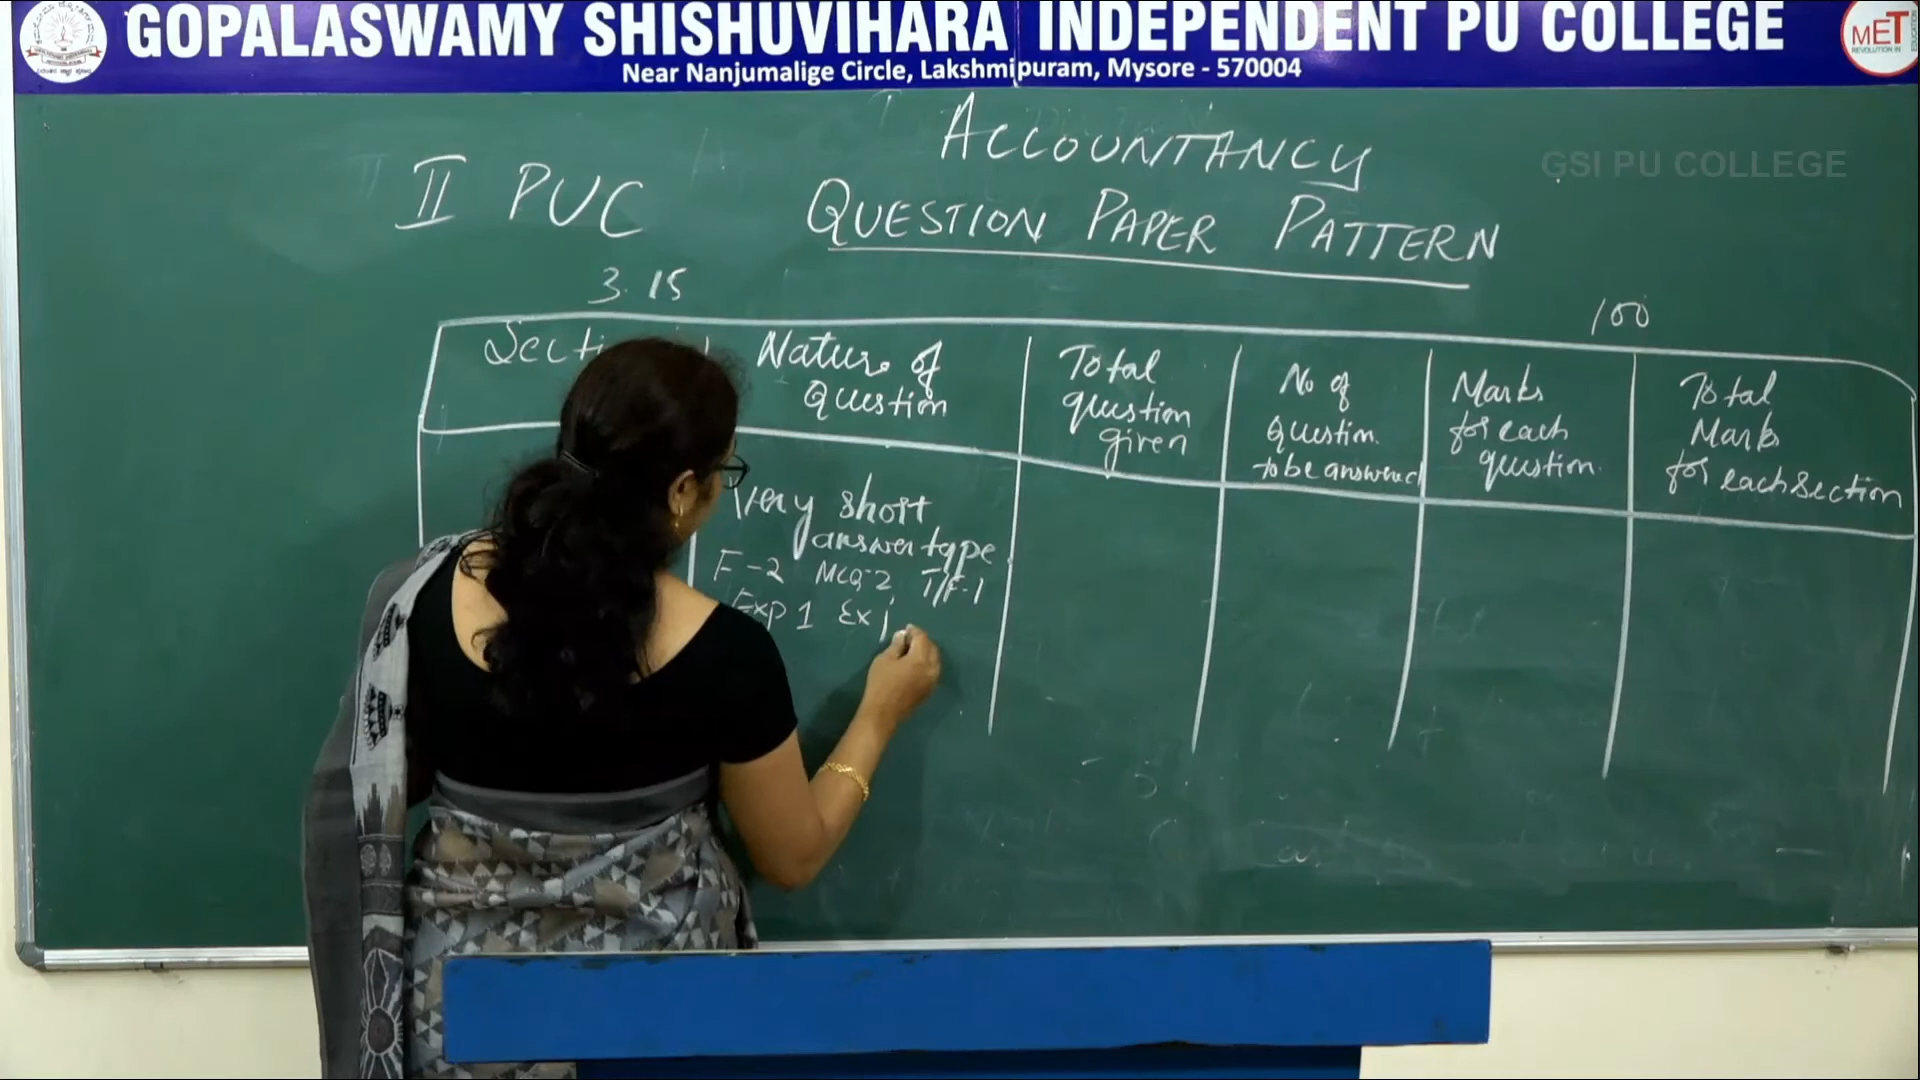 GOPALASWAMY SHISHUVIHARA INDEPENDENT PU COLLEGE
Near Nanjumalige Circle, Lakshmipuram, Mysore - 570004
MET
GSI PU COLLEGE
ACCOUNTANCY
II PUC
QUESTION PAPER PATTERN
3.15
100
Secti
Nature of
Question
Total
question
given
No of
Question
to be answered
Marks
for each
question.
Total
Marks
for each section
Very short
answer type
F-2 MCQ-2 T/F-1
Exp 1 Ex